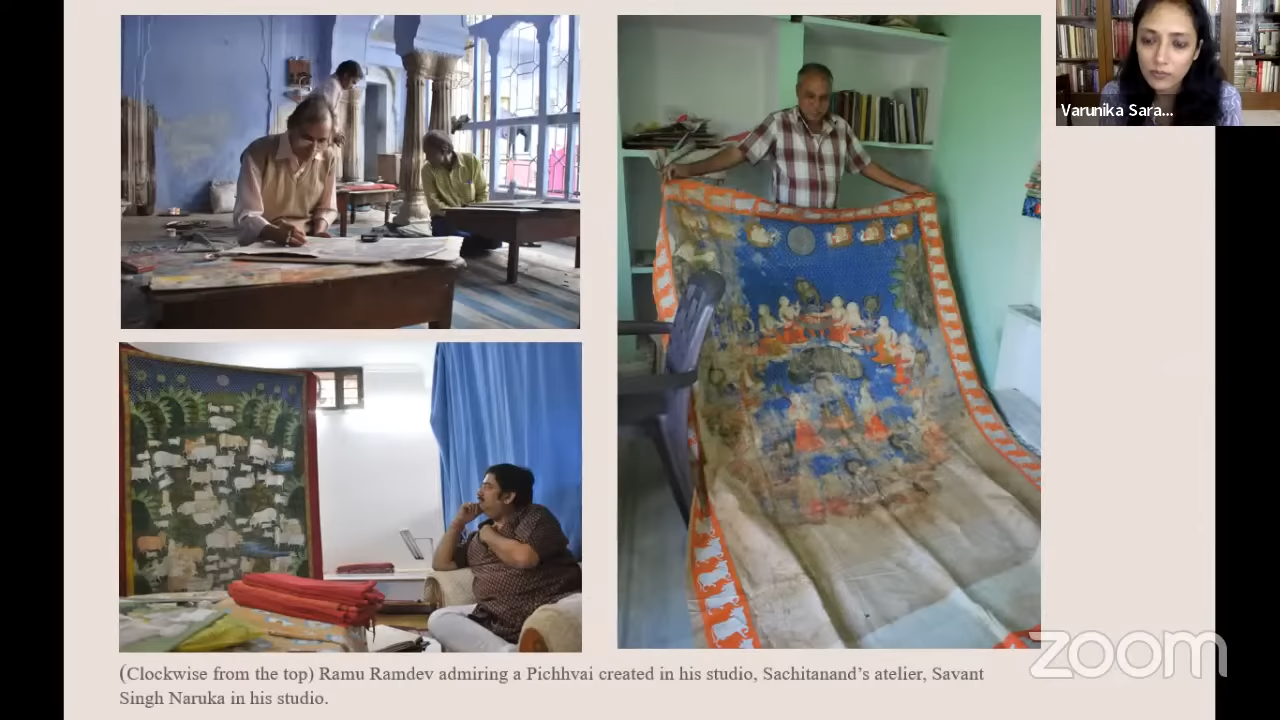 Varunika Sara...
(Clockwise from the top) Ramu Ramdev admiring a Pichhvai created in his studio, Sachitanand’s atelier, Savant
Singh Naruka in his studio.
zoom